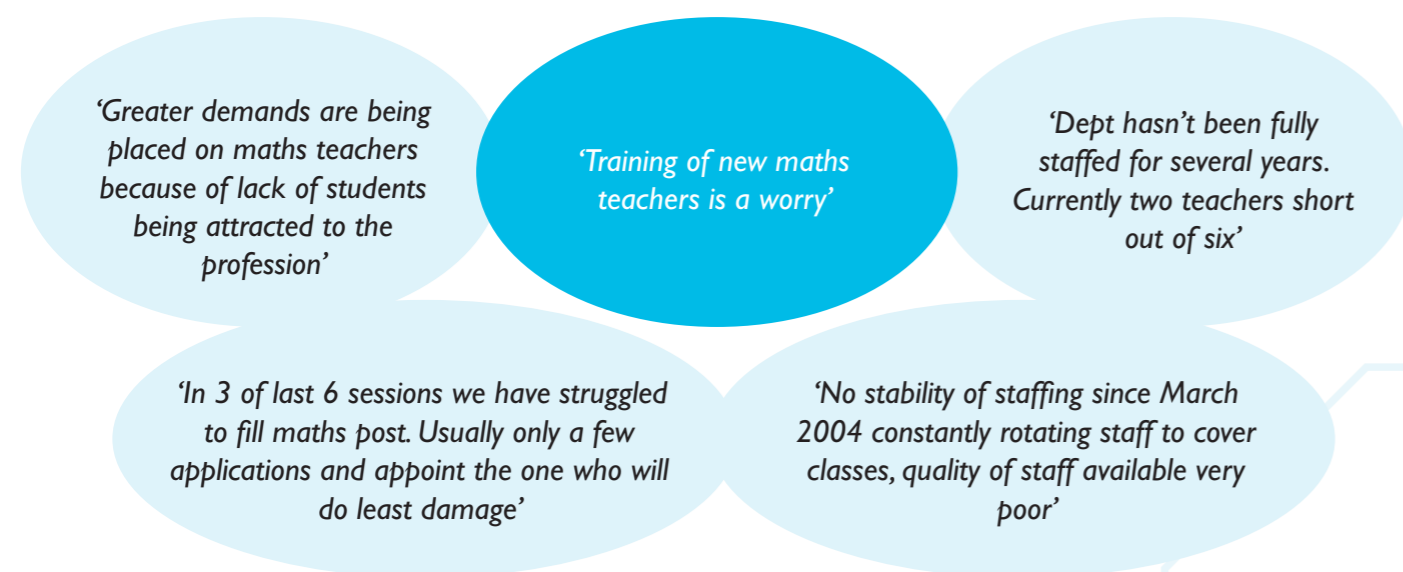 ‘Greater demands are being
placed on maths teachers
because of lack of students
being attracted to the
profession’
‘Training of new maths
teachers is a worry’
‘Dept hasn’t been fully
staffed for several years.
Currently two teachers short
out of six’
‘In 3 of last 6 sessions we have struggled
to fill maths post. Usually only a few
applications and appoint the one who will
do least damage’
‘No stability of staffing since March
2004 constantly rotating staff to cover
classes, quality of staff available very
poor’